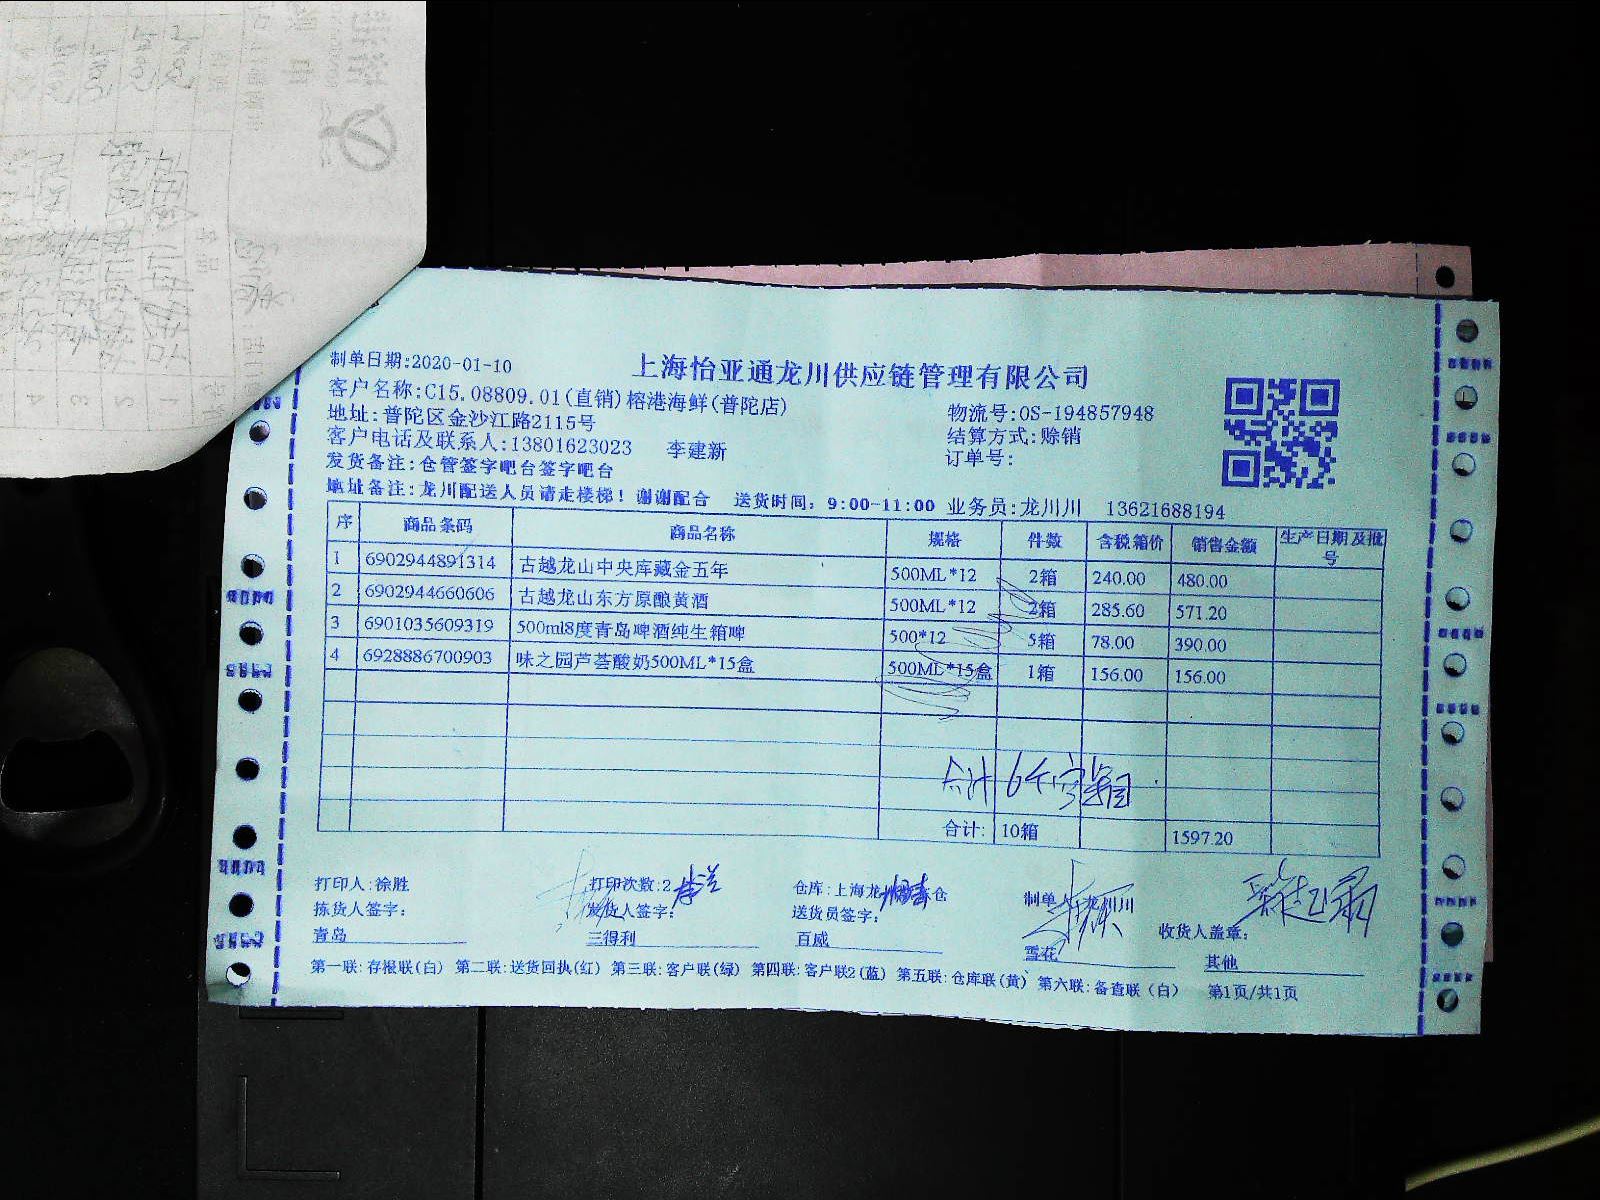 制单日期:2020-01-10
上海怡亚通龙川供应链管理有限公司
客户名称:C15.08809.01(直销)榕港海鲜(普陀店)
物流号:OS-194857948
地址:普陀区金沙江路2115号
结算方式:赊销
客户电话及联系人:13801623023 李建新
订单号:
发货备注:仓管签字吧台签字吧台
地址备注:龙川配送人员请走楼梯！谢谢配合 送货时间：9:00-11:00 业务员:龙川川 13621688194
序 商品条码 商品名称 规格 件数 含税箱价 销售金额 生产日期及批号
1 6902944891314 古越龙山中央库藏金五年 500ML*12 2箱 240.00 480.00
2 6902944660606 古越龙山东方原酿黄酒 500ML*12 2箱 285.60 571.20
3 6901035609319 500ml8度青岛啤酒纯生箱啤 500*12 5箱 78.00 390.00
4 6928886700903 味之园芦荟酸奶500ML*15盒 500ML*15盒 1箱 156.00 156.00
合计
合计: 10箱 1597.20
打印人:徐胜 打印次数:2 仓库:上海龙 仓 制单人:龙川川
拣货人签字: 发货人签字: 送货员签字: 收货人盖章:
青岛 三得利 百威 雪花 其他
第一联:存根联(白) 第二联:送货回执(红) 第三联:客户联(绿) 第四联:客户联2(蓝) 第五联:仓库联(黄) 第六联:备查联(白) 第1页/共1页